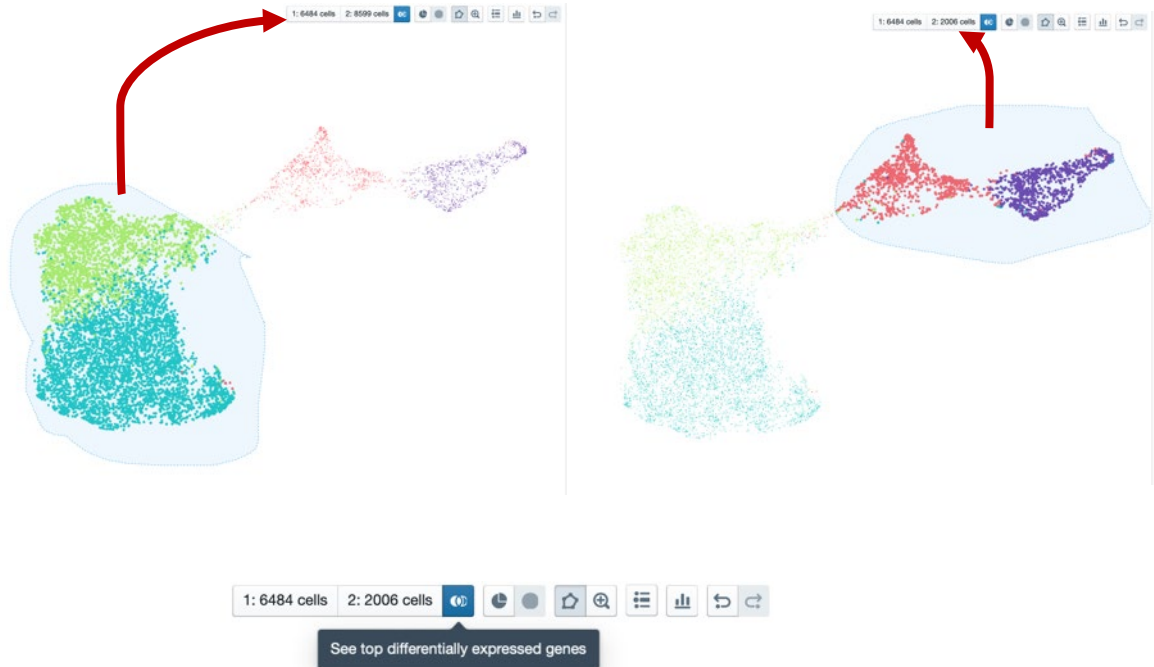 1: 6484 cells 2: 8599 cells
1: 6484 cells 2: 2006 cells
1: 6484 cells 2: 2006 cells
See top differentially expressed genes